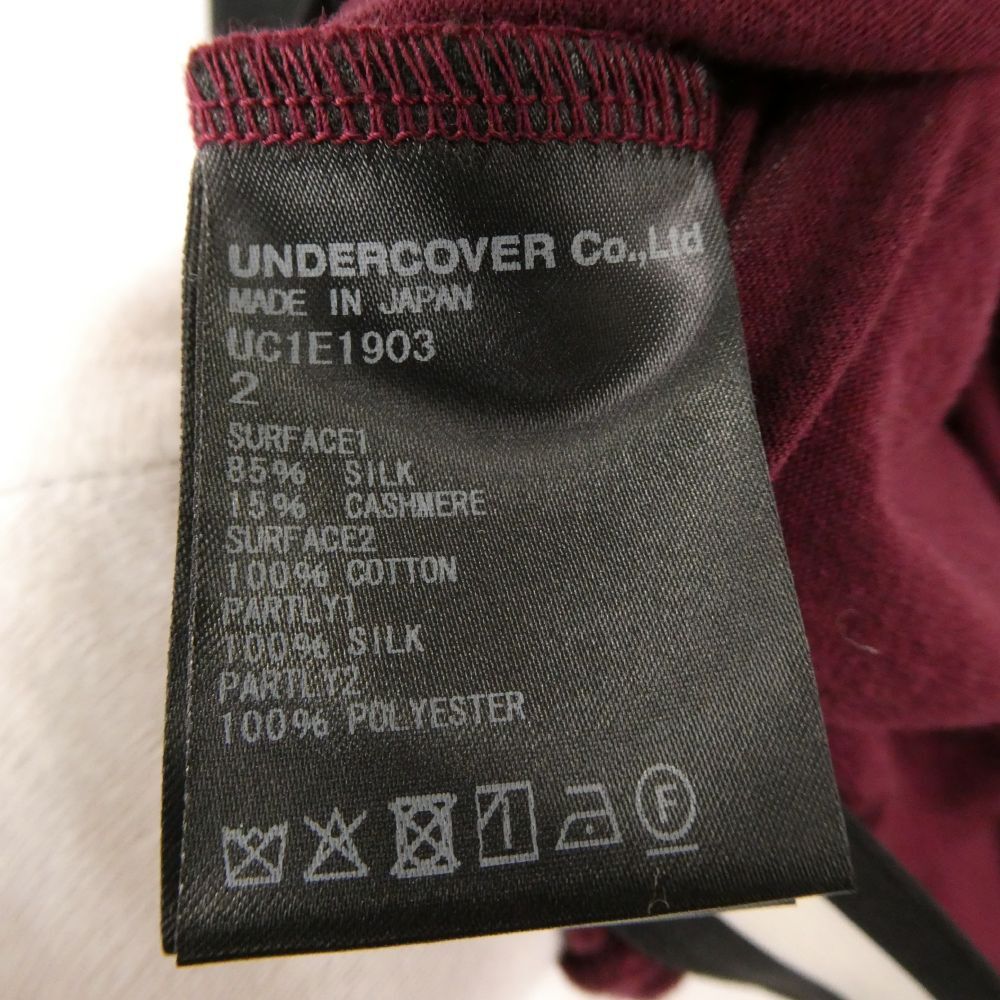 UNDERCOVER Co.,Ltd
MADE IN JAPAN
UC1E1903
2
SURFACE1
85% SILK
15% CASHMERE
SURFACE2
100% COTTON
PARTLY1
100% SILK
PARTLY2
100% POLYESTER
F